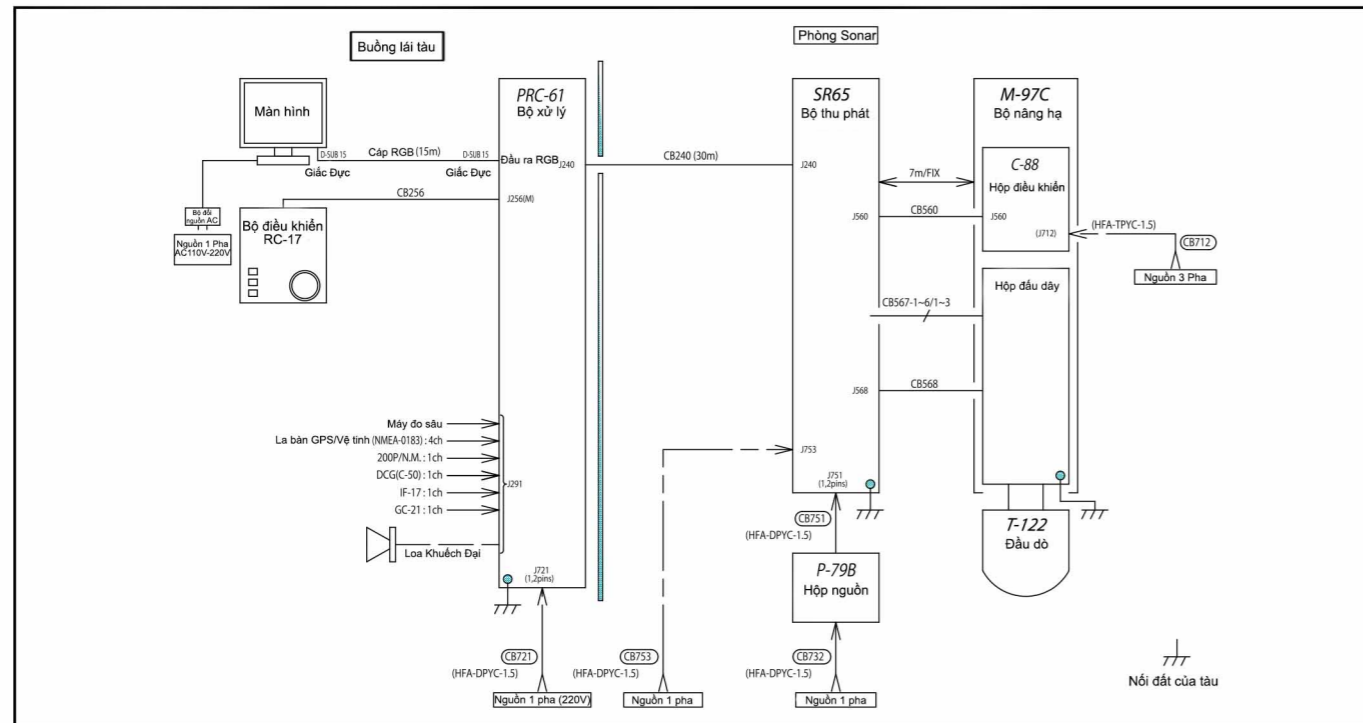 Buồng lái tàu
Phòng Sonar
Màn hình
D-SUB 15
Giắc Đực
Cáp RGB (15m)
D-SUB 15
Giắc Đực
Bộ đổi
nguồn AC
Nguồn 1 Pha
AC110V-220V
CB256
Bộ điều khiển
RC-17
PRC-61
Bộ xử lý
Đầu ra RGB
J240
J256(M)
CB240 (30m)
Máy đo sâu
La bàn GPS/Vệ tinh (NMEA-0183) : 4ch
200P/N.M. : 1ch
DCG(C-50) : 1ch
IF-17 : 1ch
GC-21 : 1ch
J291
Loa Khuếch Đại
J721
(1,2pins)
CB721
(HFA-DPYC-1.5)
Nguồn 1 pha (220V)
CB753
(HFA-DPYC-1.5)
Nguồn 1 pha
SR65
Bộ thu phát
J240
J560
J568
J753
J751
(1,2pins)
CB751
(HFA-DPYC-1.5)
P-79B
Hộp nguồn
CB732
(HFA-DPYC-1.5)
Nguồn 1 pha
7m/FIX
CB560
CB567-1~6/1~3
CB568
M-97C
Bộ nâng hạ
C-88
Hộp điều khiển
J560
(J712)
(HFA-TPYC-1.5)
CB712
Nguồn 3 Pha
Hộp đấu dây
T-122
Đầu dò
Nối đất của tàu